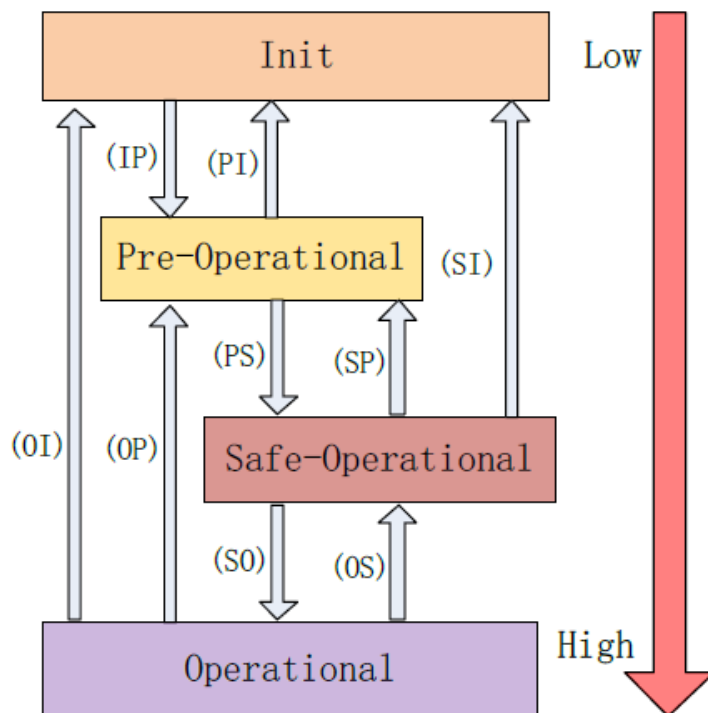 Init
Low
(IP)
(PI)
Pre-Operational
(SI)
(PS)
(SP)
(OI)
(OP)
Safe-Operational
(SO)
(OS)
High
Operational